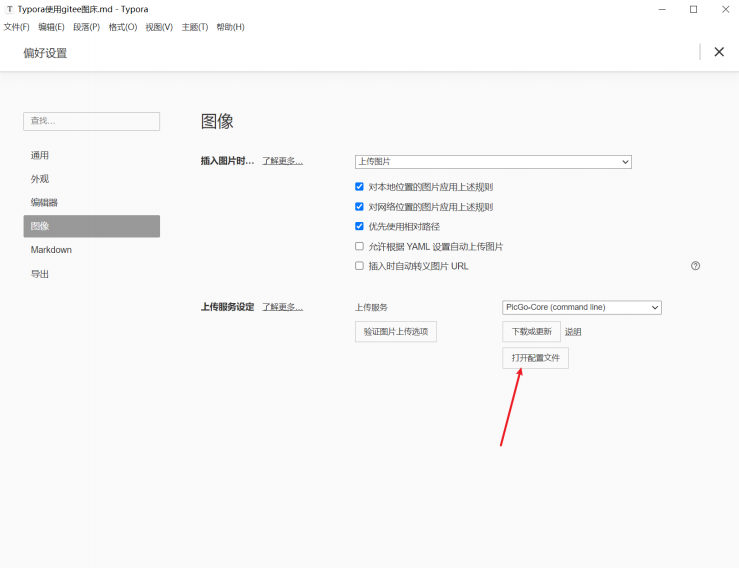 Typora使用gitee图床.md - Typora
文件(F) 编辑(E) 段落(P) 格式(O) 视图(V) 主题(T) 帮助(H)
偏好设置
查找...
通用
外观
编辑器
图像
Markdown
导出
图像
插入图片时... 了解更多... 上传图片
对本地位置的图片应用上述规则
对网络位置的图片应用上述规则
优先使用相对路径
允许根据 YAML 设置自动上传图片
插入时自动转义图片 URL
上传服务设定 了解更多... 上传服务 PicGo-Core (command line)
验证图片上传选项 下载或更新 说明
打开配置文件